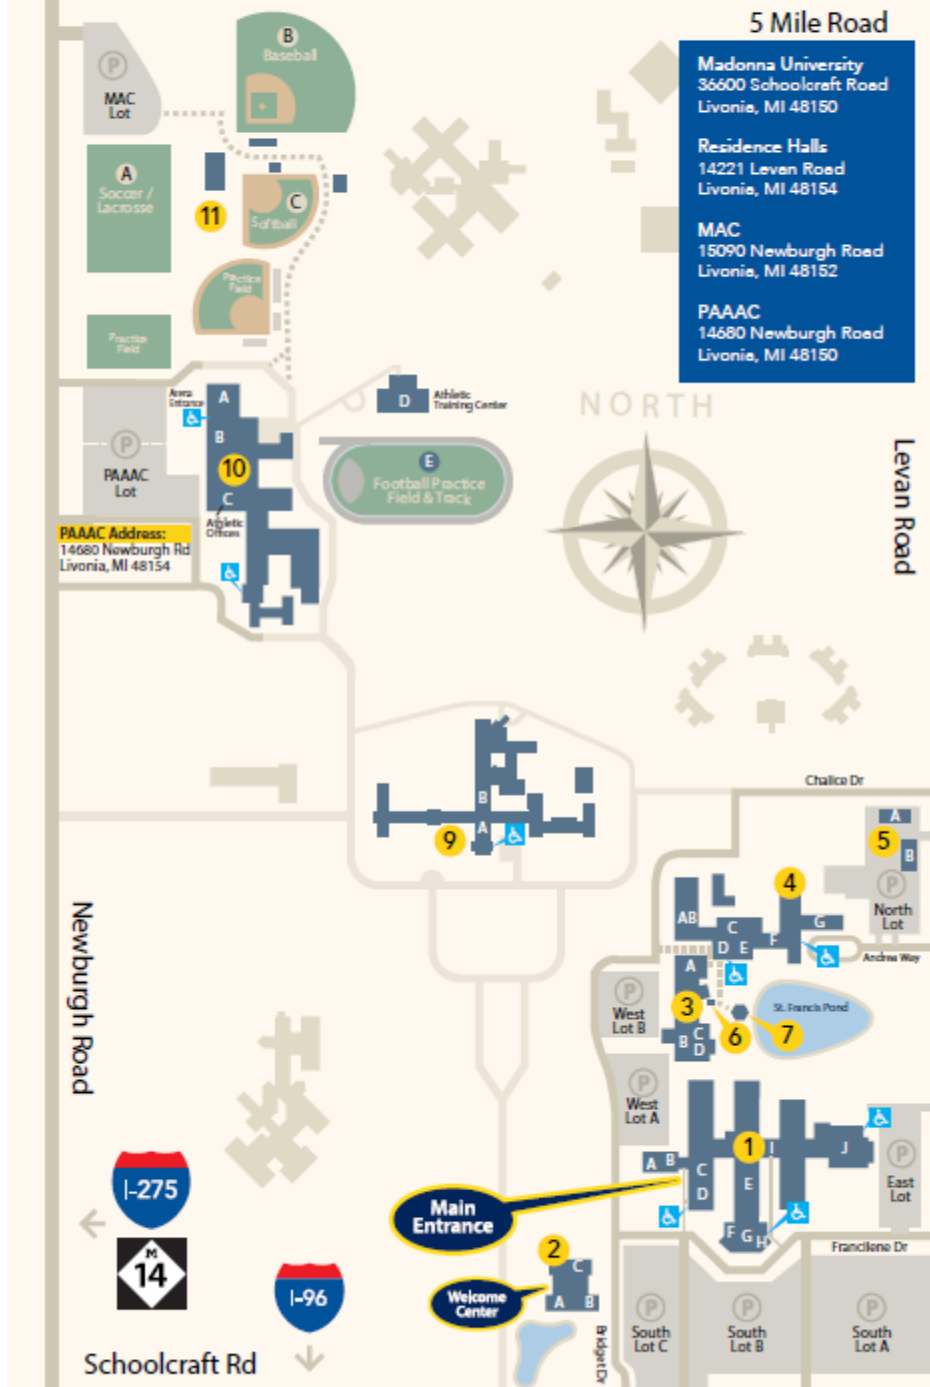 5 Mile Road
Madonna University
36600 Schoolcraft Road
Livonia, MI 48150
Residence Halls
14221 Levan Road
Livonia, MI 48154
MAC
15090 Newburgh Road
Livonia, MI 48152
PAAAC
14680 Newburgh Road
Livonia, MI 48150
P
MAC
Lot
B
Baseball
A
Soccer /
Lacrosse
11
C
Softball
Practice
Field
Practice
Field
Arena
Entrance
A
B
10
C
Athletic
Offices
P
PAAAC
Lot
PAAAC Address:
14680 Newburgh Rd
Livonia, MI 48154
D
Athletic
Training Center
E
Football Practice
Field & Track
NORTH
Levan Road
Chalice Dr
B
A
9
A
5
B
P
North
Lot
4
AB
C
D E
F
G
Andrea Way
A
3
B
C
D
6
7
St. Francis Pond
P
West
Lot B
P
West
Lot A
Newburgh Road
1
A B
C
D
E
I
J
F
G
H
P
East
Lot
Main
Entrance
Francilene Dr
2
C
A B
Welcome
Center
Bridget Dr
P
South
Lot C
P
South
Lot B
P
South
Lot A
I-275
M
14
I-96
Schoolcraft Rd